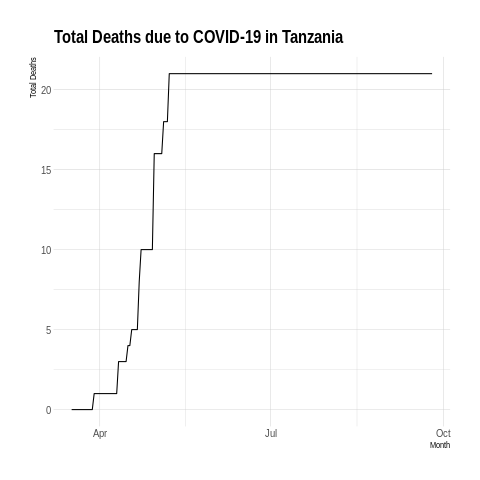 Total Deaths due to COVID-19 in Tanzania
Total Deaths
20
15
10
5
0
Apr
Jul
Oct
Month